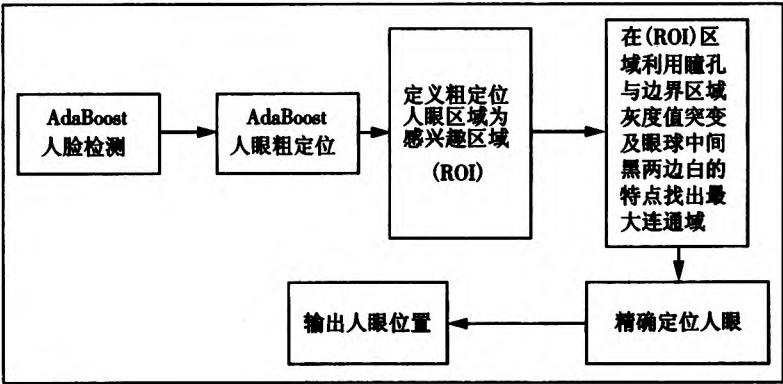 AdaBoost
人脸检测
AdaBoost
人眼粗定位
定义粗定位
人眼区域为
感兴趣区域
(ROI)
在(ROI)区
域利用瞳孔
与边界区域
灰度值突变
及眼球中间
黑两边白的
特点找出最
大连通域
精确定位人眼
输出人眼位置